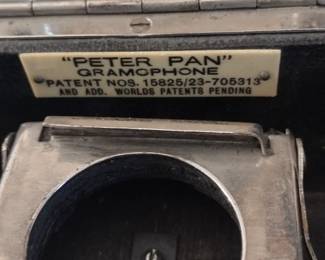 "PETER PAN"
GRAMOPHONE
PATENT NOS. 15825/23-705313
AND ADD. WORLDS PATENTS PENDING